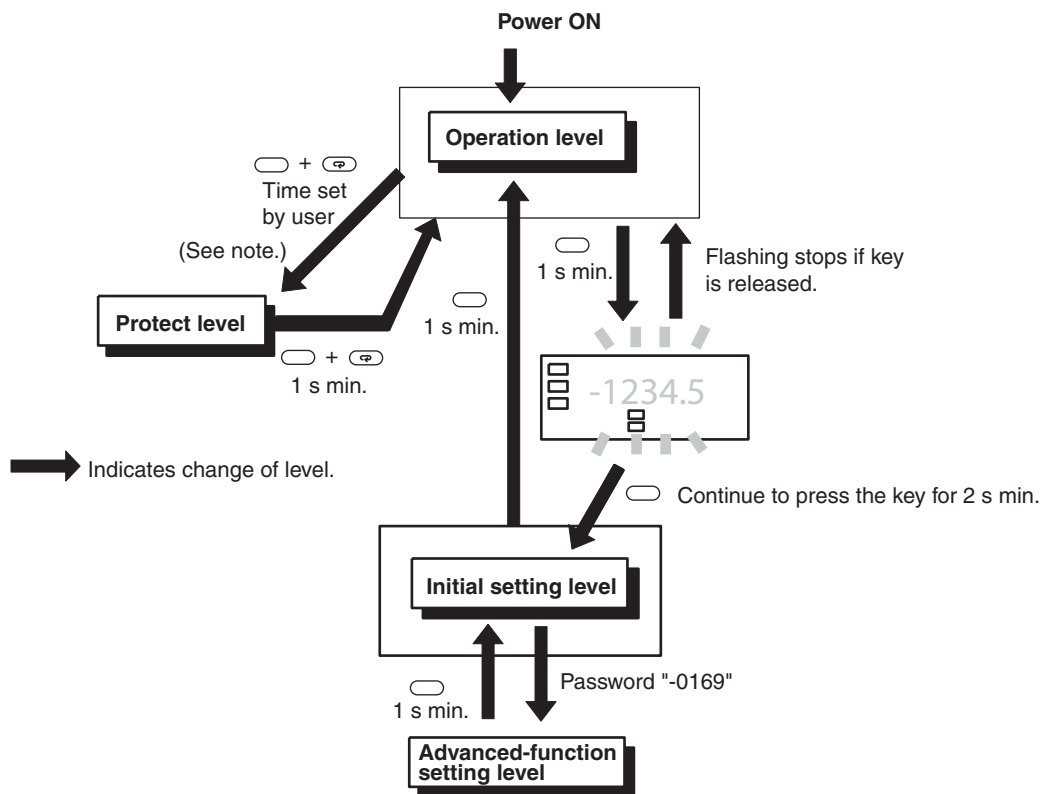 Power ON
Operation level
+
Time set
by user
(See note.)
1 s min.
Flashing stops if key
is released.
Protect level
1 s min.
+
1 s min.
-1234.5
Indicates change of level.
Continue to press the key for 2 s min.
Initial setting level
Password "-0169"
1 s min.
Advanced-function
setting level